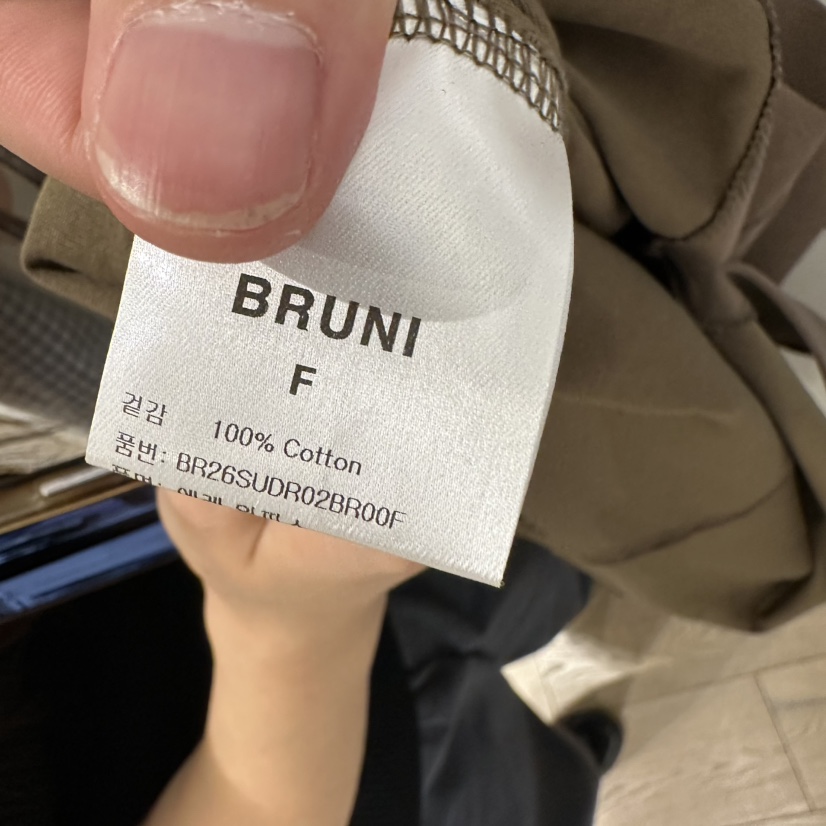 BRUNI
F
겉감 100% Cotton
품번: BR26SUDR02BR00F